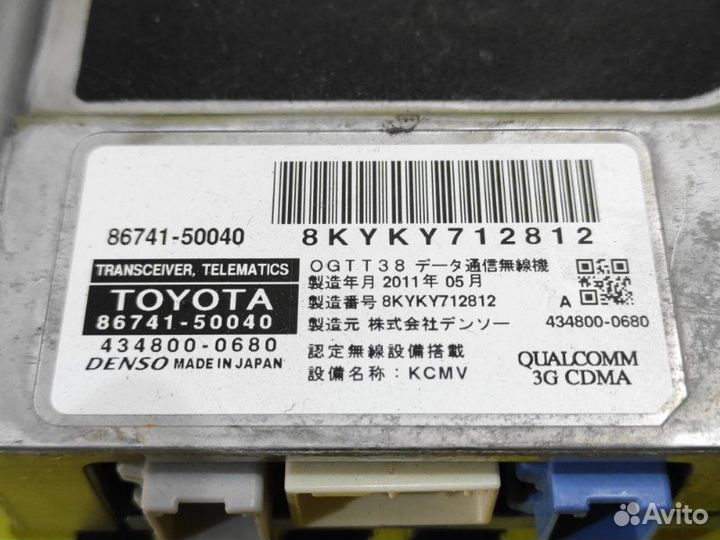 86741-50040
8KYKY712812
TRANSCEIVER, TELEMATICS
TOYOTA
86741-50040
434800-0680
DENSO MADE IN JAPAN
OGTT38 データ通信無線機
製造年月 2011年 05月
製造番号 8KYKY712812
製造元 株式会社デンソー
認定無線設備搭載
設備名称：KCMV
A
434800-0680
QUALCOMM
3G CDMA
Avito